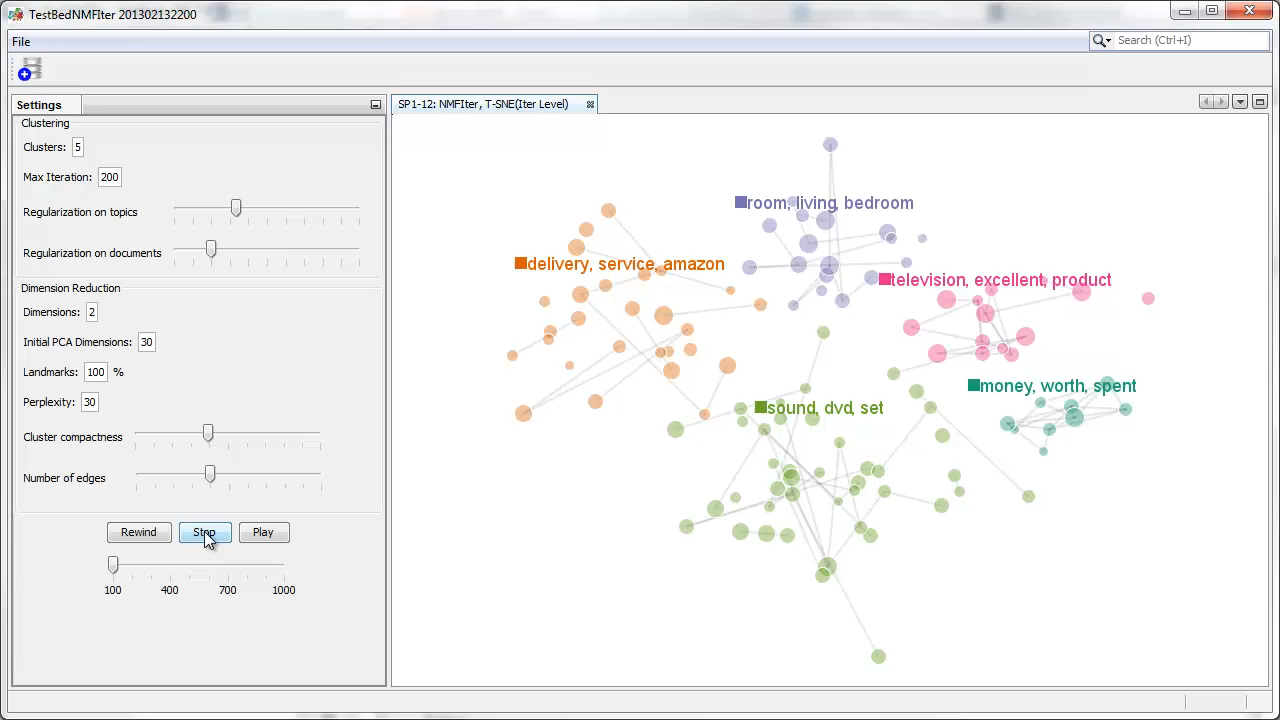 TestBedNMFIter 201302132200
File
Search (Ctrl+I)
Settings
Clustering
Clusters: 5
Max Iteration: 200
Regularization on topics
Regularization on documents
Dimension Reduction
Dimensions: 2
Initial PCA Dimensions: 30
Landmarks: 100 %
Perplexity: 30
Cluster compactness
Number of edges
Rewind Stop Play
100 400 700 1000
SP1-12: NMFIter, T-SNE(Iter Level)
room, living, bedroom
delivery, service, amazon
television, excellent, product
money, worth, spent
sound, dvd, set